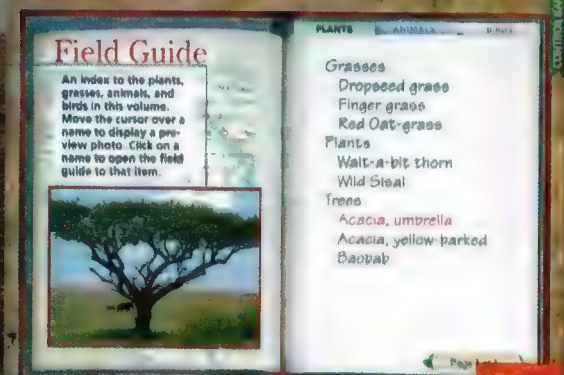 Field Guide
An index to the plants,
grasses, animals, and
birds in this volume.
Move the cursor over a
name to display a pre-
view photo. Click on a
name to open the field
guide to that item.
PLANTS ANIMALS BIRDS
Grasses
Dropseed grass
Finger grass
Red Oat-grass
Plants
Wait-a-bit thorn
Wild Sisal
Trees
Acacia, umbrella
Acacia, yellow-barked
Baobab
Page